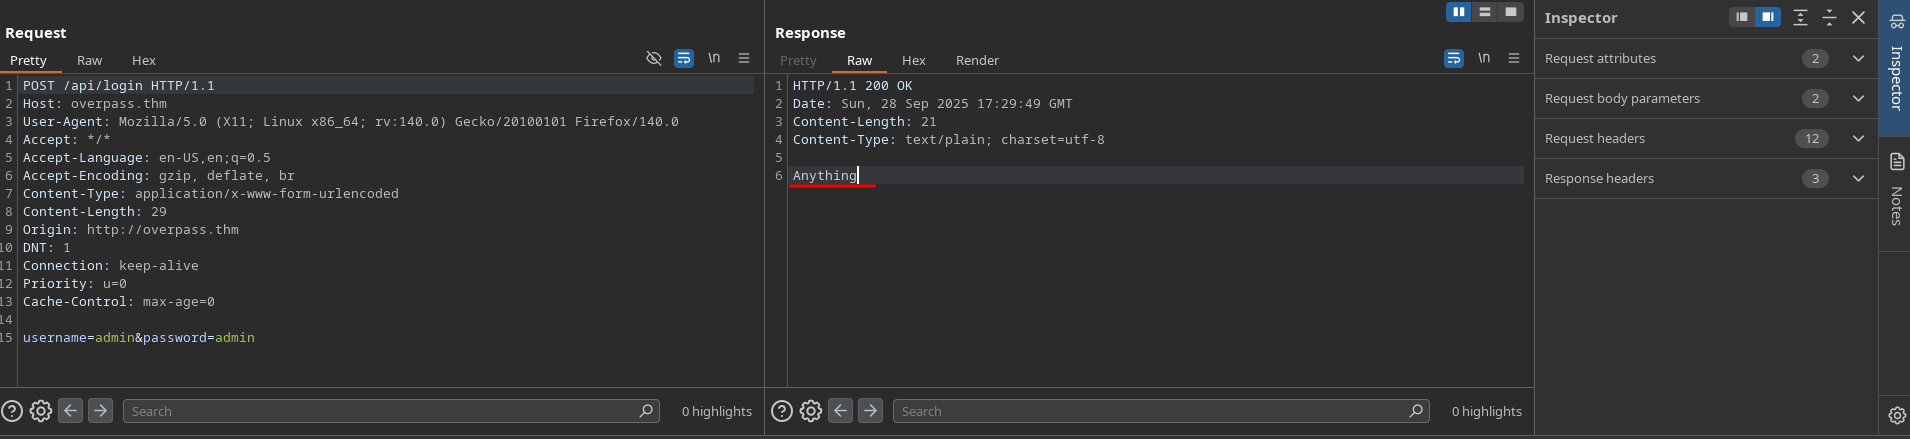 Request
Pretty Raw Hex
\n
1 POST /api/login HTTP/1.1
2 Host: overpass.thm
3 User-Agent: Mozilla/5.0 (X11; Linux x86_64; rv:140.0) Gecko/20100101 Firefox/140.0
4 Accept: */*
5 Accept-Language: en-US,en;q=0.5
6 Accept-Encoding: gzip, deflate, br
7 Content-Type: application/x-www-form-urlencoded
8 Content-Length: 29
9 Origin: http://overpass.thm
10 DNT: 1
11 Connection: keep-alive
12 Priority: u=0
13 Cache-Control: max-age=0
14
15 username=admin&password=admin
Search
0 highlights
Response
Pretty Raw Hex Render
\n
1 HTTP/1.1 200 OK
2 Date: Sun, 28 Sep 2025 17:29:49 GMT
3 Content-Length: 21
4 Content-Type: text/plain; charset=utf-8
5
6 Anything
Search
0 highlights
Inspector
Request attributes 2
Request body parameters 2
Request headers 12
Response headers 3
Inspector
Notes